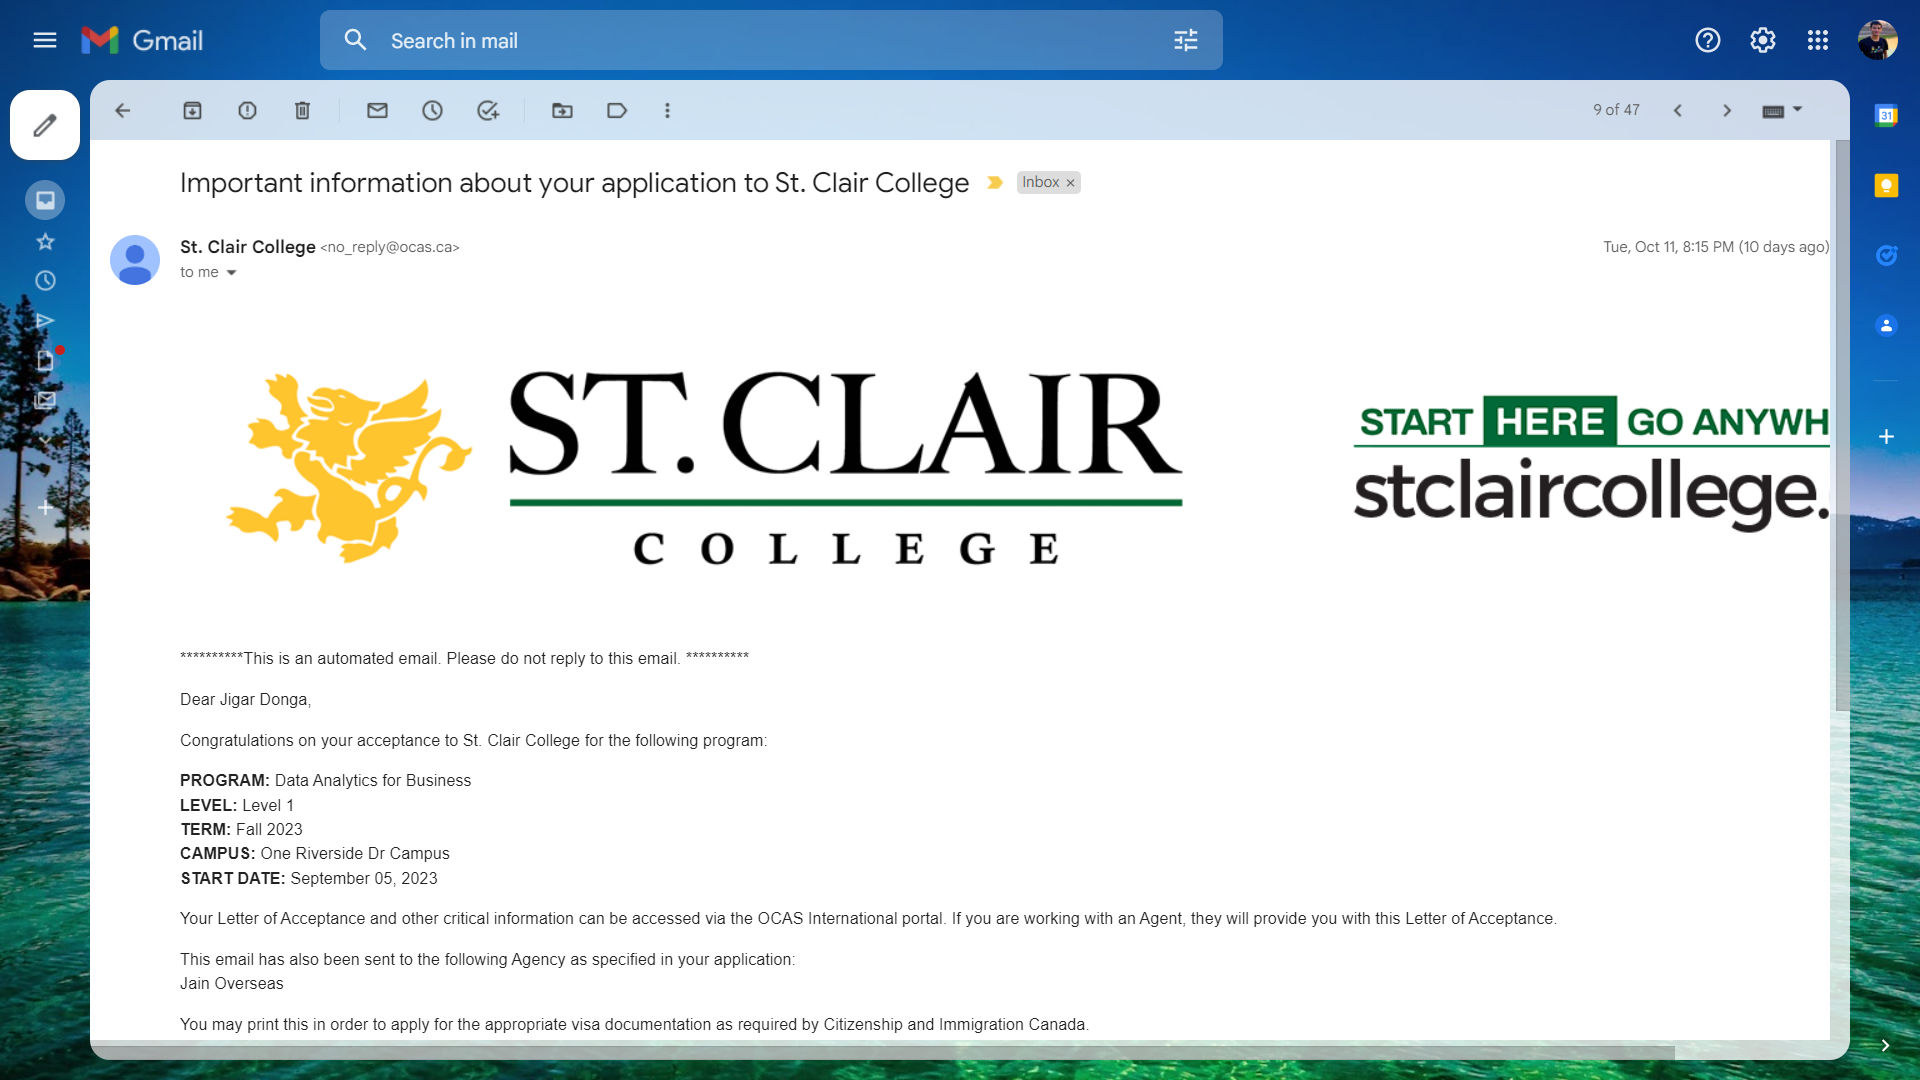 Gmail
Search in mail
9 of 47
31
Important information about your application to St. Clair College
Inbox ×
St. Clair College <no_reply@ocas.ca>
Tue, Oct 11, 8:15 PM (10 days ago)
to me
ST. CLAIR
COLLEGE
START HERE GO ANYWH
stclaircollege.
**********This is an automated email. Please do not reply to this email. **********
Dear Jigar Donga,
Congratulations on your acceptance to St. Clair College for the following program:
PROGRAM: Data Analytics for Business
LEVEL: Level 1
TERM: Fall 2023
CAMPUS: One Riverside Dr Campus
START DATE: September 05, 2023
Your Letter of Acceptance and other critical information can be accessed via the OCAS International portal. If you are working with an Agent, they will provide you with this Letter of Acceptance.
This email has also been sent to the following Agency as specified in your application:
Jain Overseas
You may print this in order to apply for the appropriate visa documentation as required by Citizenship and Immigration Canada.